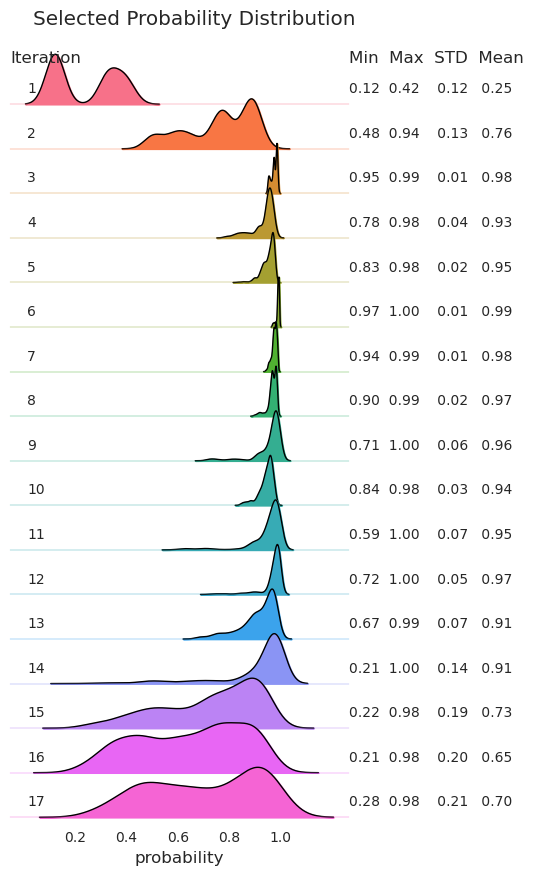 Selected Probability Distribution
Iteration Min Max STD Mean
1 0.12 0.42 0.12 0.25
2 0.48 0.94 0.13 0.76
3 0.95 0.99 0.01 0.98
4 0.78 0.98 0.04 0.93
5 0.83 0.98 0.02 0.95
6 0.97 1.00 0.01 0.99
7 0.94 0.99 0.01 0.98
8 0.90 0.99 0.02 0.97
9 0.71 1.00 0.06 0.96
10 0.84 0.98 0.03 0.94
11 0.59 1.00 0.07 0.95
12 0.72 1.00 0.05 0.97
13 0.67 0.99 0.07 0.91
14 0.21 1.00 0.14 0.91
15 0.22 0.98 0.19 0.73
16 0.21 0.98 0.20 0.65
17 0.28 0.98 0.21 0.70
0.2 0.4 0.6 0.8 1.0
probability